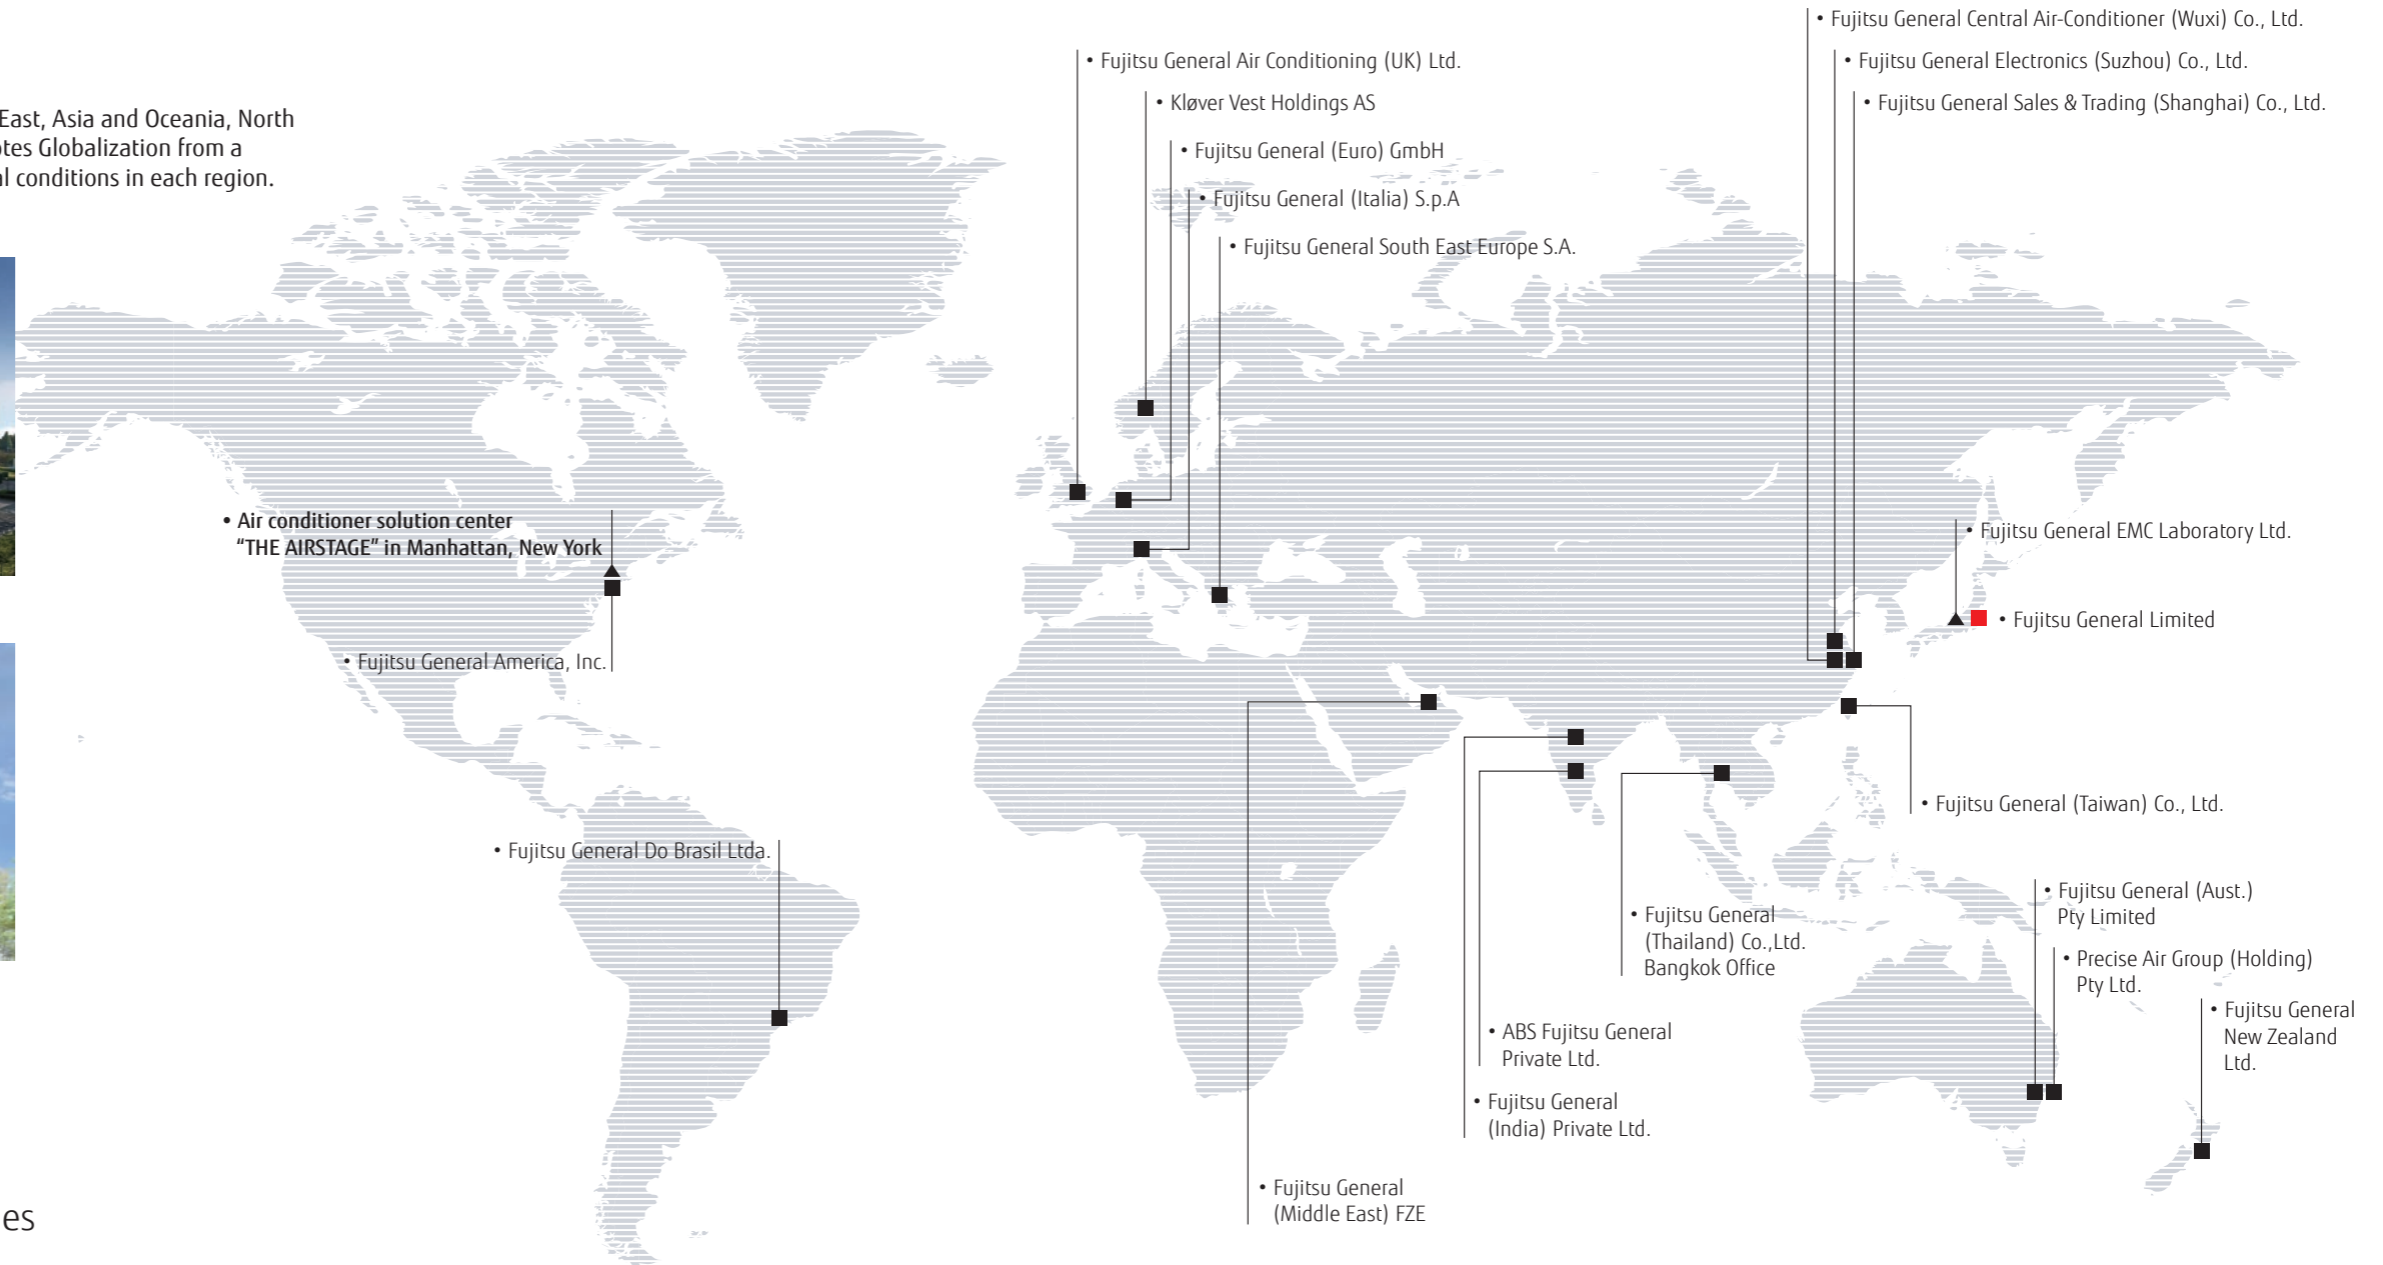 East, Asia and Oceania, North
otes Globalization from a
al conditions in each region.
• Fujitsu General Central Air-Conditioner (Wuxi) Co., Ltd.
• Fujitsu General Air Conditioning (UK) Ltd.
• Fujitsu General Electronics (Suzhou) Co., Ltd.
• Kløver Vest Holdings AS
• Fujitsu General Sales & Trading (Shanghai) Co., Ltd.
• Fujitsu General (Euro) GmbH
• Fujitsu General (Italia) S.p.A
• Fujitsu General South East Europe S.A.
• Air conditioner solution center
“THE AIRSTAGE” in Manhattan, New York
• Fujitsu General EMC Laboratory Ltd.
• Fujitsu General Limited
• Fujitsu General America, Inc.
• Fujitsu General (Taiwan) Co., Ltd.
• Fujitsu General Do Brasil Ltda.
• Fujitsu General (Aust.)
Pty Limited
• Fujitsu General
(Thailand) Co.,Ltd.
Bangkok Office
• Precise Air Group (Holding)
Pty Ltd.
• Fujitsu General
New Zealand
Ltd.
• ABS Fujitsu General
Private Ltd.
• Fujitsu General
(India) Private Ltd.
• Fujitsu General
(Middle East) FZE
es